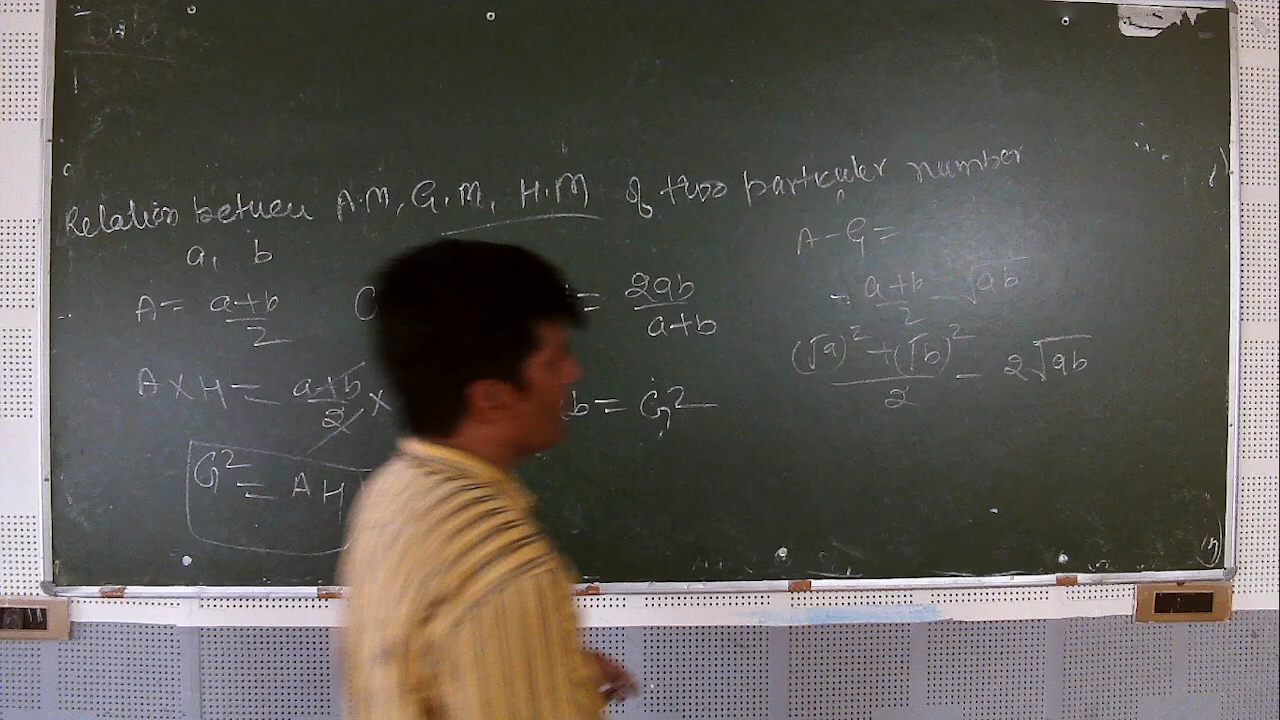 Relation between A.M, G.M, H.M of two particular number
a, b
A = a+b/2
= 2ab/a+b
A × H = a+b/2 ×
b = G²
G² = AH
A - G =
= a+b/2 - √ab
(√a)² + (√b)²/2 - 2√ab